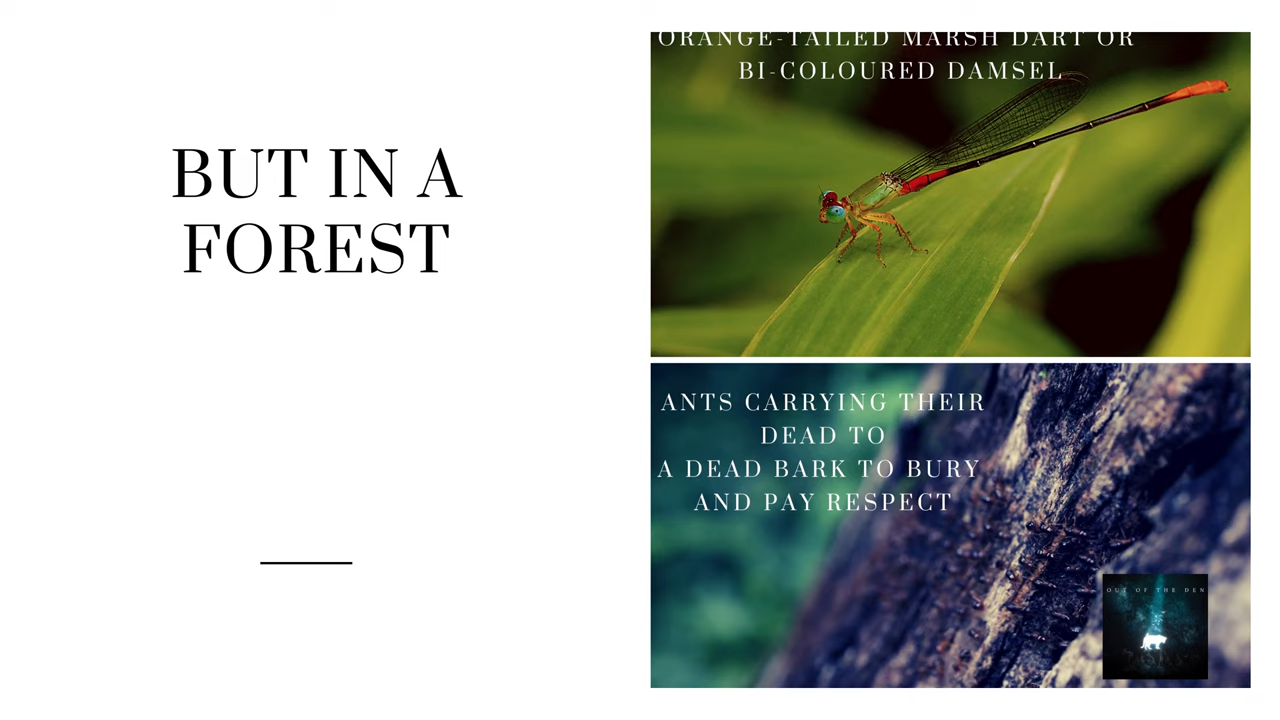 BUT IN A
FOREST
ORANGE-TAILED MARSH DART OR
BI-COLOURED DAMSEL
ANTS CARRYING THEIR
DEAD TO
A DEAD BARK TO BURY
AND PAY RESPECT
OUT OF THE DEN